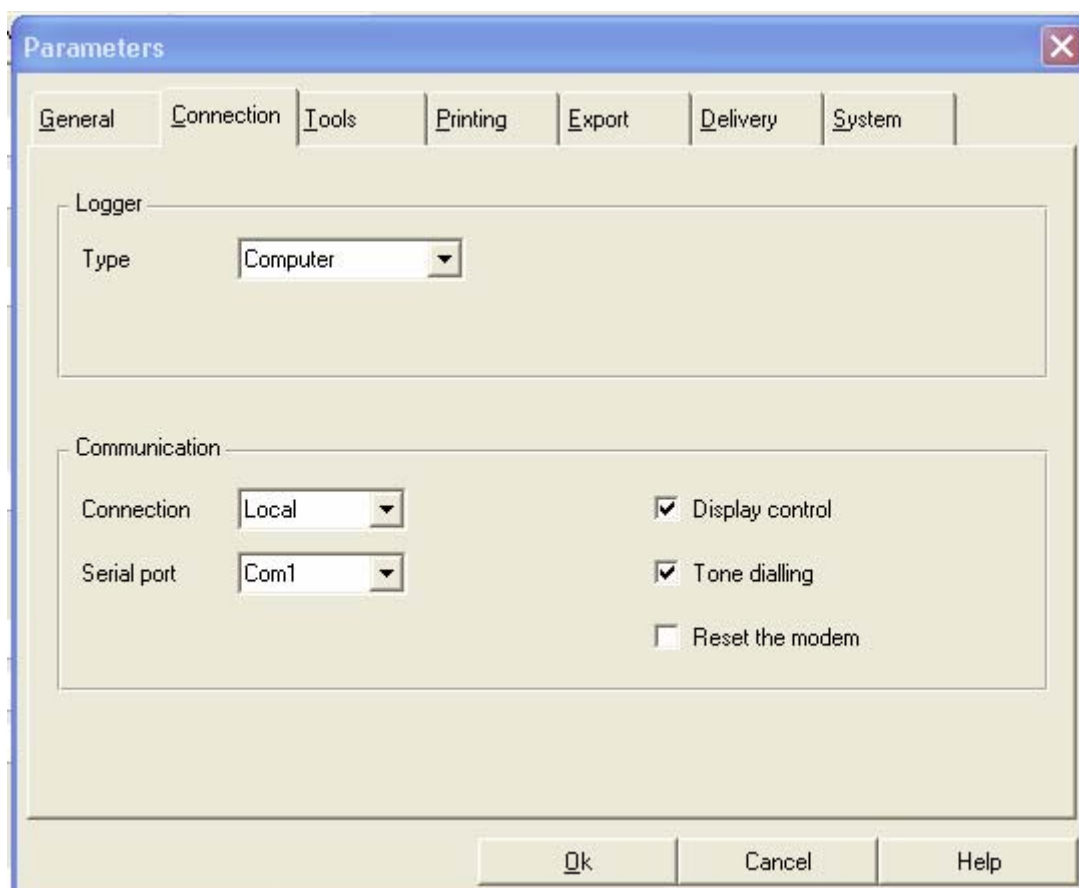 Parameters
General Connection Tools Printing Export Delivery System
Logger
Type Computer
Communication
Connection Local Display control
Serial port Com1 Tone dialling
Reset the modem
Ok Cancel Help